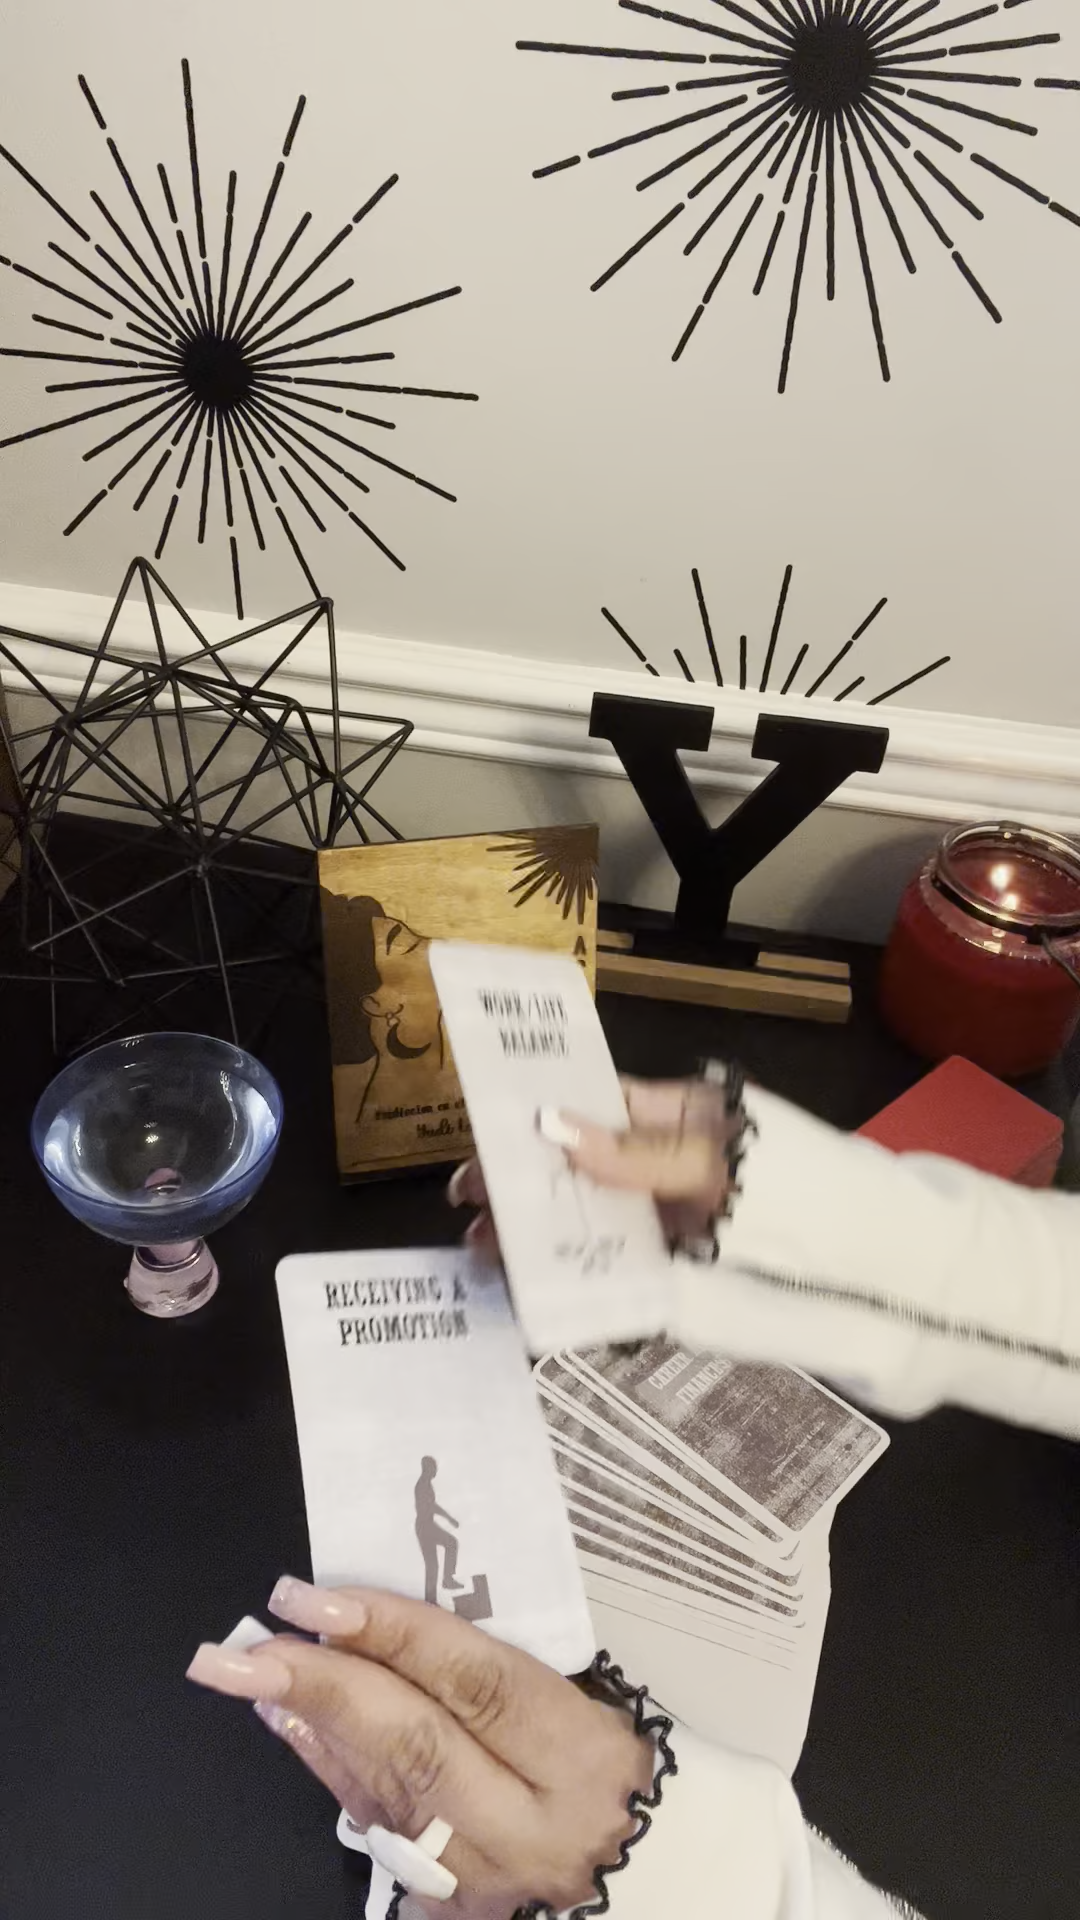 Y
WORK/LIFE
BALANCE
RECEIVING A
PROMOTION
CAREER
FINANCES